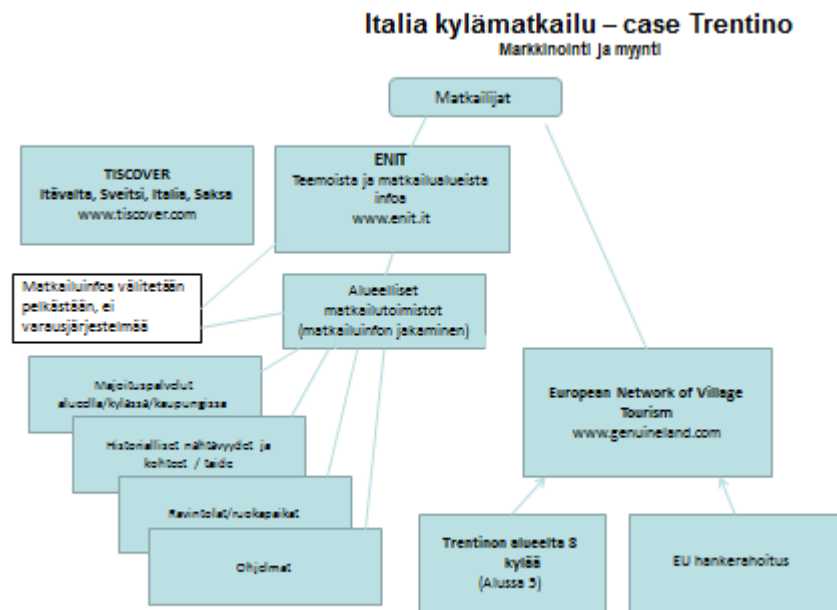 Italia kylämatkailu – case Trentino
Markkinointi ja myynti
Matkailijat
TISCOVER
Itävalta, Sveitsi, Italia, Saksa
www.tiscover.com
ENIT
Teemoista ja matkailualueista
infoa
www.enit.it
Matkailuinfoa välitetään
pelkästään, ei
varausjärjestelmää
Alueelliset
matkailutoimistot
(matkailuinfon jakaminen)
Majoituspalvelut
alueella/kylässä/kaupungissa
Historialliset nähtävyydet ja
kohteet / taide
Ravintolat/ruokapaikat
Ohjelmat
European Network of Village
Tourism
www.genuineland.com
Trentinon alueelta 8
kylää
(Alussa 5)
EU hankerahoitus